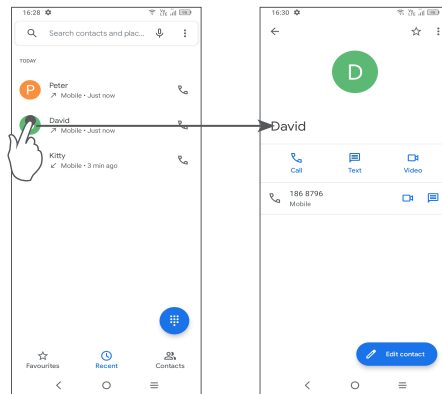 16:28
Search contacts and plac...
TODAY
P
Peter
Mobile • Just now
David
Mobile • Just now
Kitty
Mobile • 3 min ago
Favourites
Recent
Contacts
16:30
D
David
Call
Text
Video
186 8796
Mobile
Edit contact